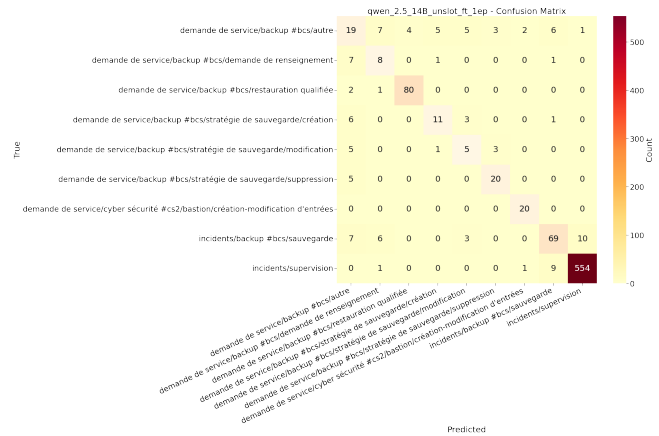 qwen_2.5_14B_unslot_ft_1ep - Confusion Matrix
demande de service/backup #bcs/autre 19 7 4 5 5 3 2 6 1
demande de service/backup #bcs/demande de renseignement 7 8 0 1 0 0 0 1 0
demande de service/backup #bcs/restauration qualifiée 2 1 80 0 0 0 0 0 0
demande de service/backup #bcs/stratégie de sauvegarde/création 6 0 0 11 3 0 0 1 0
demande de service/backup #bcs/stratégie de sauvegarde/modification 5 0 0 1 5 3 0 0 0
demande de service/backup #bcs/stratégie de sauvegarde/suppression 5 0 0 0 0 20 0 0 0
demande de service/cyber sécurité #cs2/bastion/création-modification d'entrées 0 0 0 0 0 0 20 0 0
incidents/backup #bcs/sauvegarde 7 6 0 0 3 0 0 69 10
incidents/supervision 0 1 0 0 0 0 1 9 554
True
demande de service/backup #bcs/autre
demande de service/backup #bcs/demande de renseignement
demande de service/backup #bcs/restauration qualifiée
demande de service/backup #bcs/stratégie de sauvegarde/création
demande de service/backup #bcs/stratégie de sauvegarde/modification
demande de service/backup #bcs/stratégie de sauvegarde/suppression
demande de service/cyber sécurité #cs2/bastion/création-modification d'entrées
incidents/backup #bcs/sauvegarde
incidents/supervision
Predicted
500
400
300
200
100
0
Count